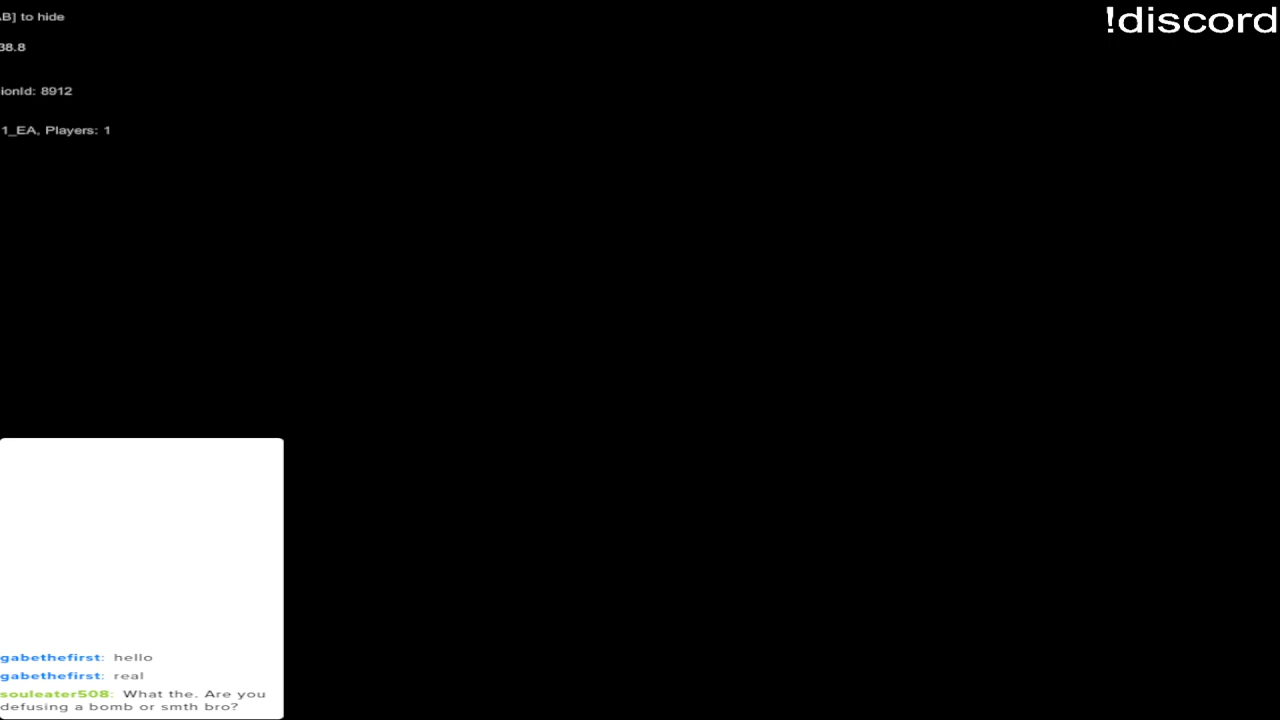 B] to hide
!discord
38.8
ionId: 8912
1_EA, Players: 1
gabethefirst: hello
gabethefirst: real
souleater508: What the. Are you
defusing a bomb or smth bro?